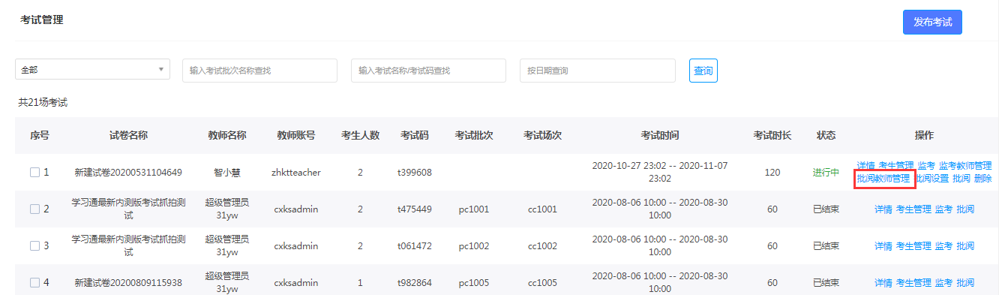 考试管理
发布考试
全部
输入考试批次名称查找
输入考试名称/考试码查找
按日期查询
查询
共21场考试
序号 试卷名称 教师名称 教师账号 考生人数 考试码 考试批次 考试场次 考试时间 考试时长 状态 操作
1 新建试卷20200531104649 智小慧 zhktteacher 2 t399608 2020-10-27 23:02 -- 2020-11-07 23:02 120 进行中 详情 考生管理 监考 监考教师管理
批阅教师管理 批阅设置 批阅 删除
2 学习通最新内测版考试抓拍测试 超级管理员31yw cxksadmin 2 t475449 pc1001 cc1001 2020-08-06 10:00 -- 2020-08-30 10:00 60 已结束 详情 考生管理 监考 批阅
3 学习通最新内测版考试抓拍测试 超级管理员31yw cxksadmin 2 t061472 pc1002 cc1002 2020-08-06 10:00 -- 2020-08-30 10:00 60 已结束 详情 考生管理 监考 批阅
4 新建试卷20200809115938 超级管理员31yw cxksadmin 1 t982864 pc1005 cc1005 2020-08-06 10:00 -- 2020-08-30 10:00 60 已结束 详情 考生管理 监考 批阅